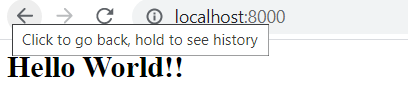 localhost:8000
Click to go back, hold to see history
Hello World!!